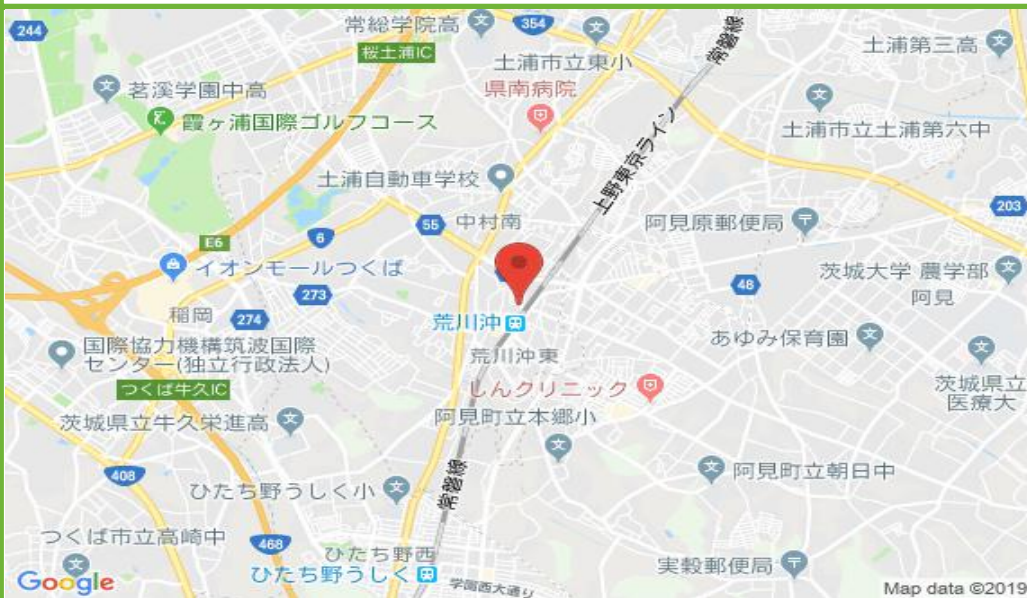 244
常総学院高
354
桜土浦IC
土浦市立東小
常磐線
土浦第三高
茗溪学園中高
県南病院
霞ヶ浦国際ゴルフコース
土浦市立土浦第六中
土浦自動車学校
上野東京ライン
203
55
中村南
阿見原郵便局
6
E6
イオンモールつくば
茨城大学 農学部
阿見
273
48
稲岡
274
荒川沖
あゆみ保育園
国際協力機構筑波国際
センター(独立行政法人)
荒川沖東
つくば牛久IC
しんクリニック
茨城県立
医療大
茨城県立牛久栄進高
阿見町立本郷小
408
常磐線
阿見町立朝日中
ひたち野うしく小
つくば市立高崎中
468
ひたち野西
ひたち野うしく
実穀郵便局
学園西大通り
Google
Map data ©2019